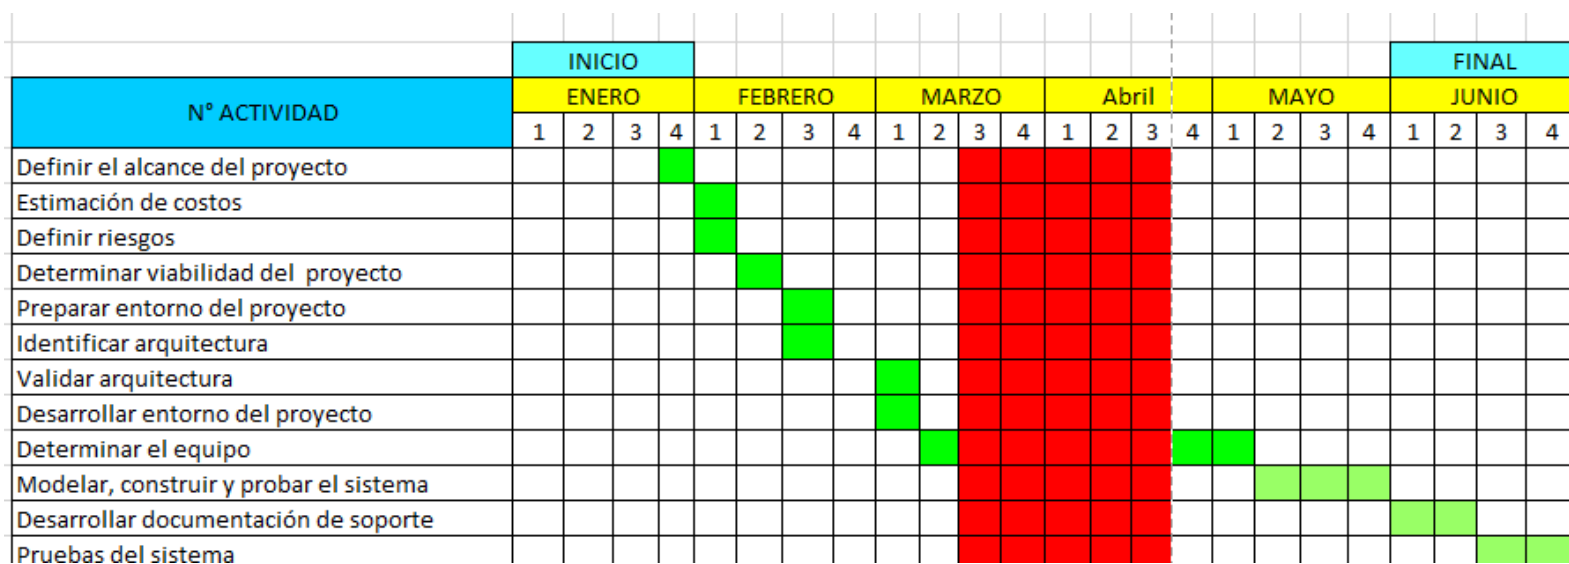 INICIO FINAL
N° ACTIVIDAD ENERO FEBRERO MARZO Abril MAYO JUNIO
1 2 3 4 1 2 3 4 1 2 3 4 1 2 3 4 1 2 3 4 1 2 3 4
Definir el alcance del proyecto
Estimación de costos
Definir riesgos
Determinar viabilidad del proyecto
Preparar entorno del proyecto
Identificar arquitectura
Validar arquitectura
Desarrollar entorno del proyecto
Determinar el equipo
Modelar, construir y probar el sistema
Desarrollar documentación de soporte
Pruebas del sistema